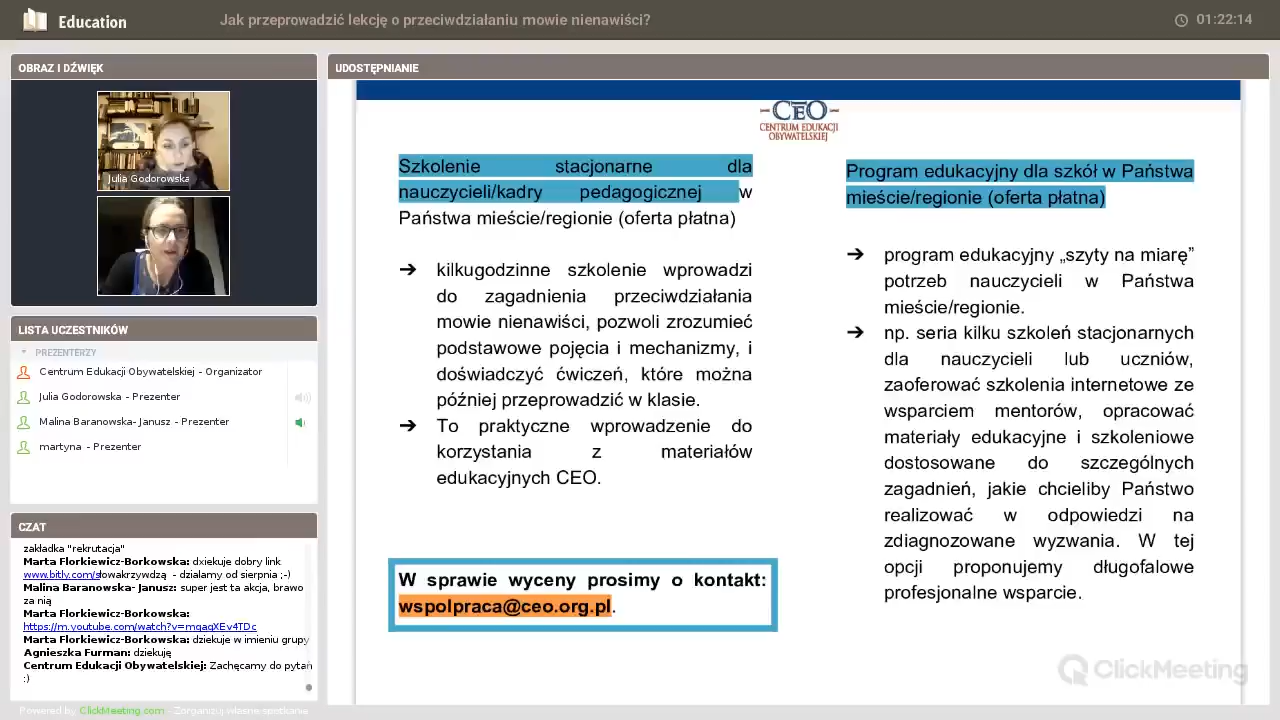 Education
Jak przeprowadzić lekcję o przeciwdziałaniu mowie nienawiści?
01:22:14
OBRAZ I DŹWIĘK
Julia Godorowska
LISTA UCZESTNIKÓW
PREZENTERZY
Centrum Edukacji Obywatelskiej - Organizator
Julia Godorowska - Prezenter
Malina Baranowska- Janusz - Prezenter
martyna - Prezenter
CZAT
zakładka "rekrutacja"
Marta Florkiewicz-Borkowska: dxiekuje dobry link
www.bitly.com/słowakrzywdzą - dzialamy od sierpnia ;-)
Malina Baranowska- Janusz: super jest ta akcja, brawo
za nią
Marta Florkiewicz-Borkowska:
https://m.youtube.com/watch?v=mqaqXEv4TDc
Marta Florkiewicz-Borkowska: dziekuje w imieniu grupy
Agnieszka Furman: dziekuję
Centrum Edukacji Obywatelskiej: Zachęcamy do pytań
:)
Powered by ClickMeeting.com - Zorganizuj własne spotkanie
UDOSTĘPNIANIE
CEO
CENTRUM EDUKACJI
OBYWATELSKIEJ
Szkolenie stacjonarne dla
nauczycieli/kadry pedagogicznej w
Państwa mieście/regionie (oferta płatna)
➔ kilkugodzinne szkolenie wprowadzi
do zagadnienia przeciwdziałania
mowie nienawiści, pozwoli zrozumieć
podstawowe pojęcia i mechanizmy, i
doświadczyć ćwiczeń, które można
później przeprowadzić w klasie.
➔ To praktyczne wprowadzenie do
korzystania z materiałów
edukacyjnych CEO.
W sprawie wyceny prosimy o kontakt:
wspolpraca@ceo.org.pl.
Program edukacyjny dla szkół w Państwa
mieście/regionie (oferta płatna)
➔ program edukacyjny „szyty na miarę”
potrzeb nauczycieli w Państwa
mieście/regionie.
➔ np. seria kilku szkoleń stacjonarnych
dla nauczycieli lub uczniów,
zaoferować szkolenia internetowe ze
wsparciem mentorów, opracować
materiały edukacyjne i szkoleniowe
dostosowane do szczególnych
zagadnień, jakie chcieliby Państwo
realizować w odpowiedzi na
zdiagnozowane wyzwania. W tej
opcji proponujemy długofalowe
profesjonalne wsparcie.
ClickMeeting